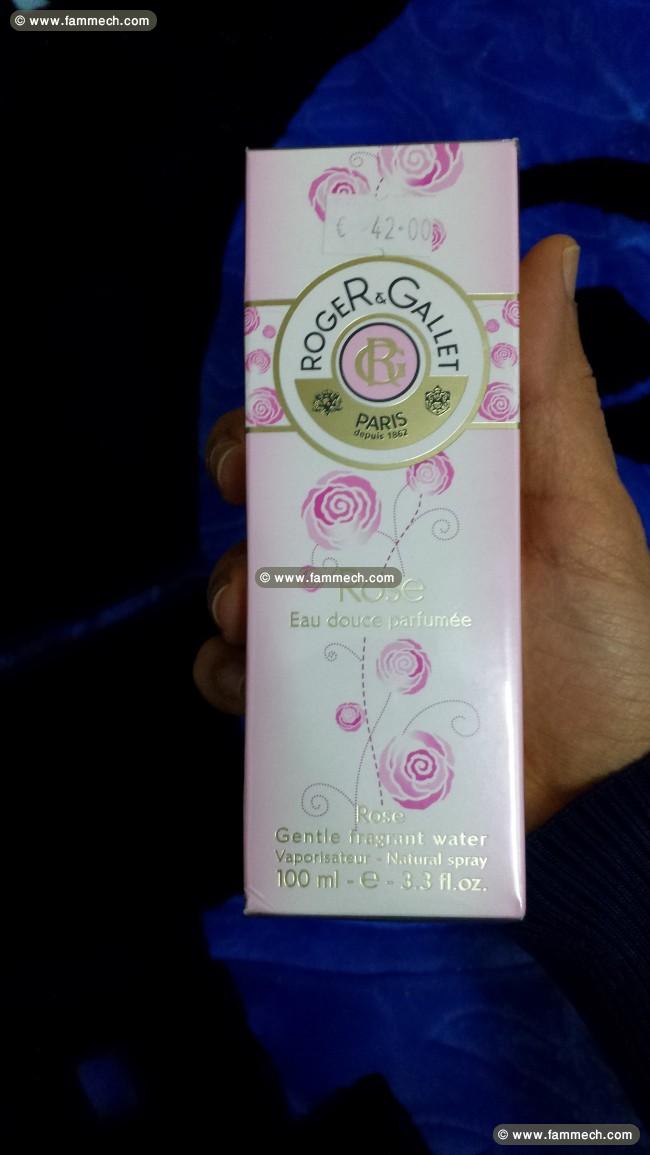 © www.fammech.com
€ 42.00
ROGER & GALLET
RG
PARIS
depuis 1862
© www.fammech.com
Rose
Eau douce parfumée
Rose
Gentle fragrant water
Vaporisateur - Natural spray
100 ml - e - 3.3 fl.oz.
© www.fammech.com